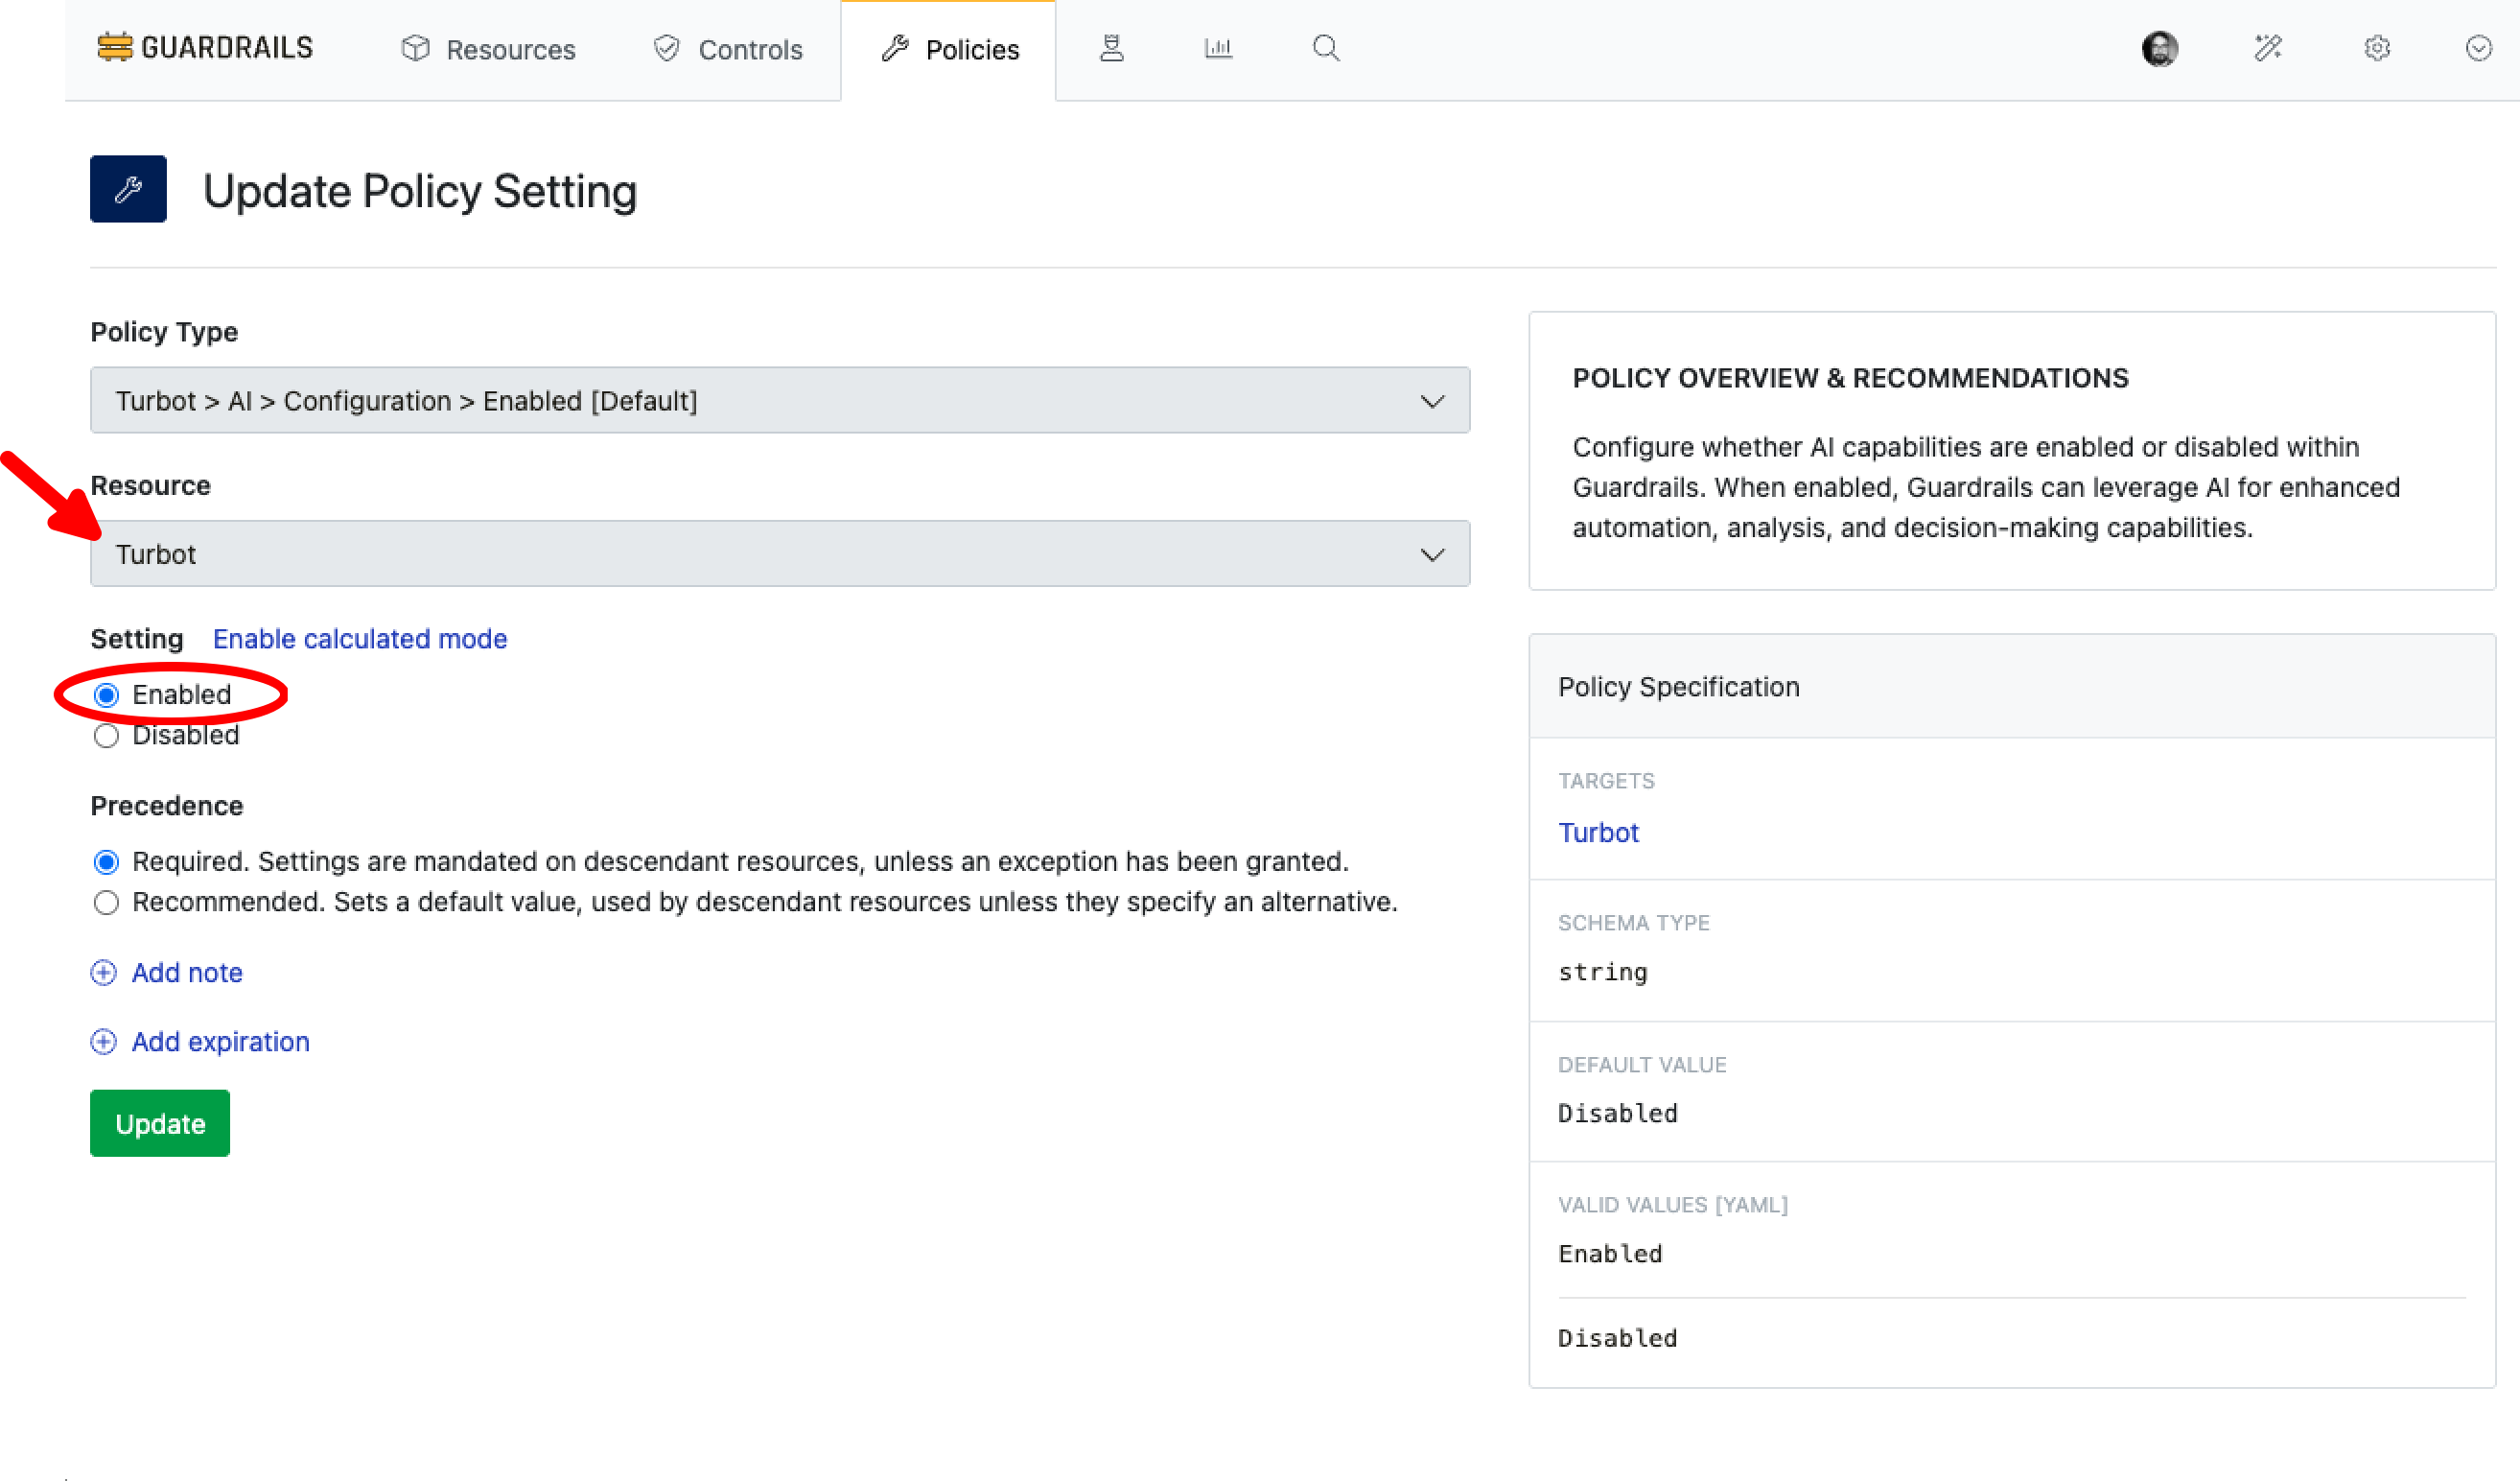 GUARDRAILS
Resources
Controls
Policies
Update Policy Setting
Policy Type
Turbot > AI > Configuration > Enabled [Default]
Resource
Turbot
Setting Enable calculated mode
Enabled
Disabled
Precedence
Required. Settings are mandated on descendant resources, unless an exception has been granted.
Recommended. Sets a default value, used by descendant resources unless they specify an alternative.
Add note
Add expiration
Update
POLICY OVERVIEW & RECOMMENDATIONS
Configure whether AI capabilities are enabled or disabled within
Guardrails. When enabled, Guardrails can leverage AI for enhanced
automation, analysis, and decision-making capabilities.
Policy Specification
TARGETS
Turbot
SCHEMA TYPE
string
DEFAULT VALUE
Disabled
VALID VALUES [YAML]
Enabled
Disabled